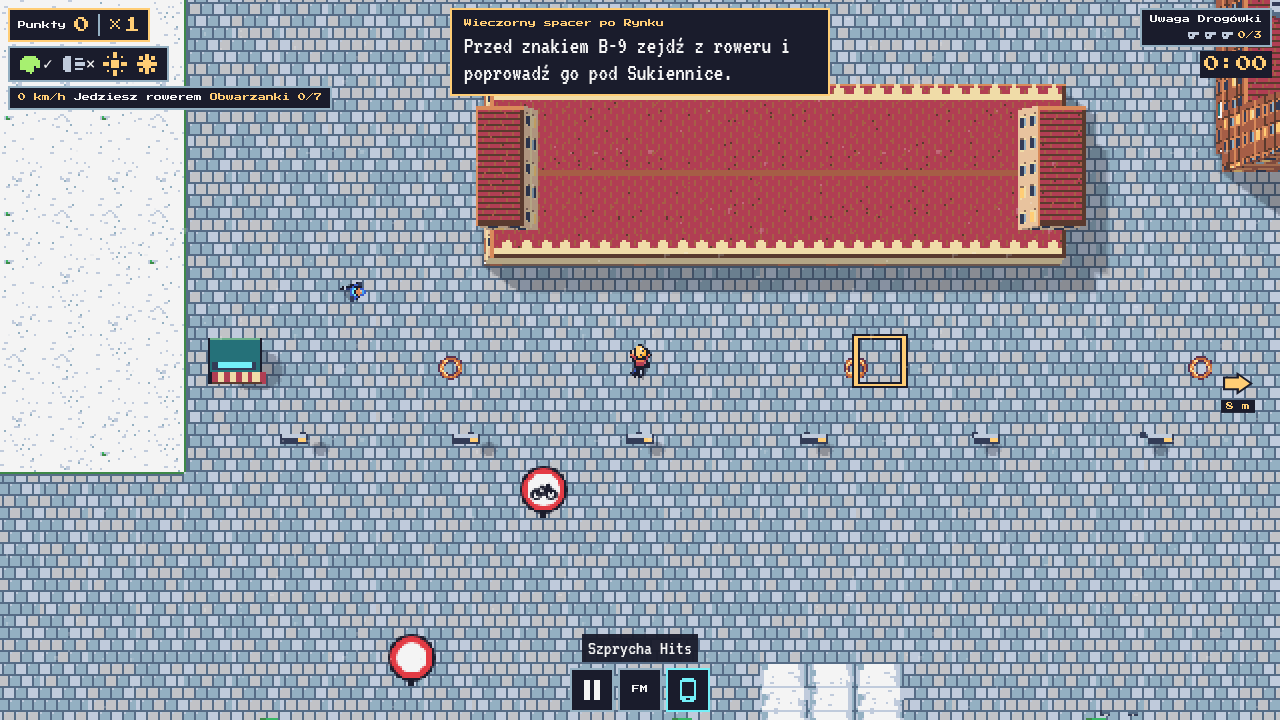 Punkty 0 ×1
Wieczorny spacer po Rynku
Przed znakiem B-9 zejdź z roweru i
poprowadź go pod Sukiennice.
Uwaga Drogówki
0/3
0:00
0 km/h Jedziesz rowerem Obwarzanki 0/7
8 m
Szprycha Hits
FM